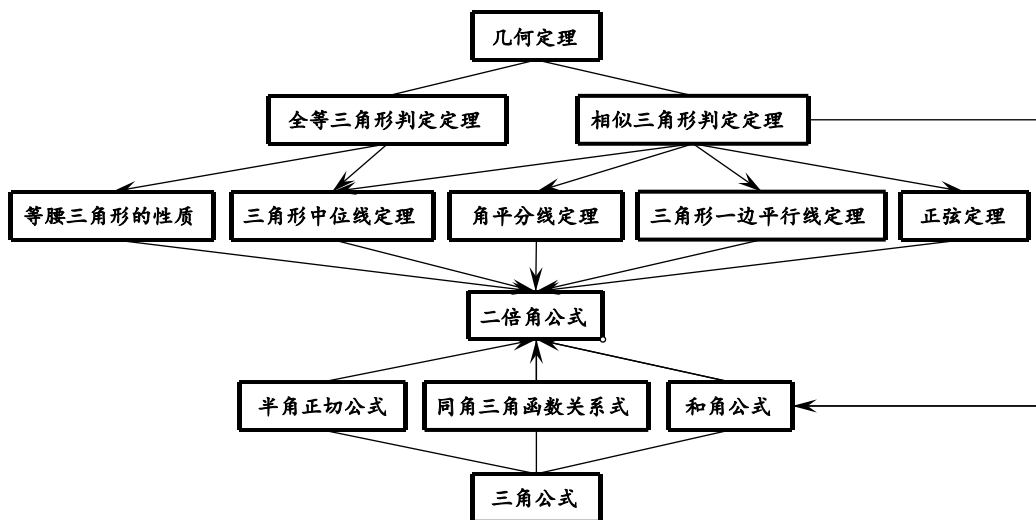 几何定理
全等三角形判定定理
相似三角形判定定理
等腰三角形的性质
三角形中位线定理
角平分线定理
三角形一边平行线定理
正弦定理
二倍角公式
半角正切公式
同角三角函数关系式
和角公式
三角公式